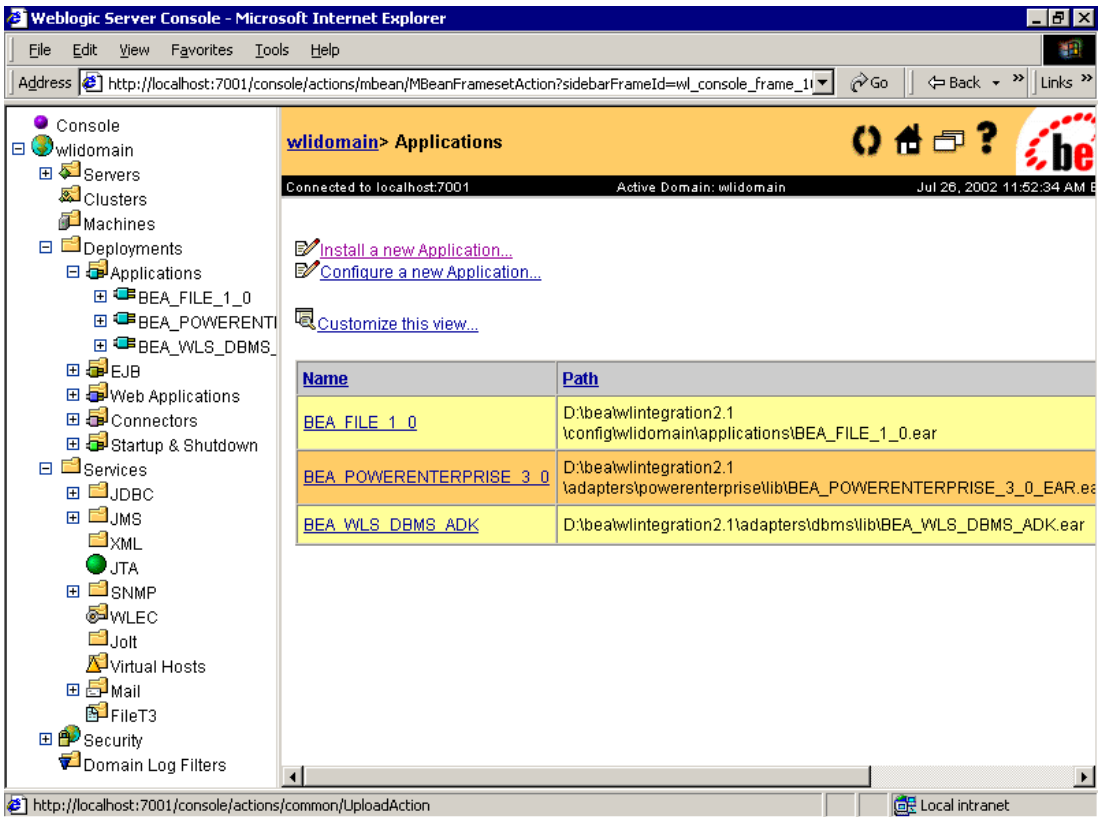 Weblogic Server Console - Microsoft Internet Explorer
File Edit View Favorites Tools Help
Address http://localhost:7001/console/actions/mbean/MBeanFramesetAction?sidebarFrameId=wl_console_frame_1 Go Back Links
Console
wlidomain
Servers
Clusters
Machines
Deployments
Applications
BEA_FILE_1_0
BEA_POWERENT
BEA_WLS_DBMS_
EJB
Web Applications
Connectors
Startup & Shutdown
Services
JDBC
JMS
XML
JTA
SNMP
WLEC
Jolt
Virtual Hosts
Mail
FileT3
Security
Domain Log Filters
wlidomain> Applications
be
Connected to localhost:7001 Active Domain: wlidomain Jul 26, 2002 11:52:34 AM
Install a new Application...
Configure a new Application...
Customize this view...
Name Path
BEA_FILE_1_0 D:\bea\wlintegration2.1
\config\wlidomain\applications\BEA_FILE_1_0.ear
BEA_POWERENTERPRISE_3_0 D:\bea\wlintegration2.1
\adapters\powerenterprise\lib\BEA_POWERENTERPRISE_3_0_EAR.ea
BEA_WLS_DBMS_ADK D:\bea\wlintegration2.1\adapters\dbms\lib\BEA_WLS_DBMS_ADK.ear
http://localhost:7001/console/actions/common/UploadAction Local intranet